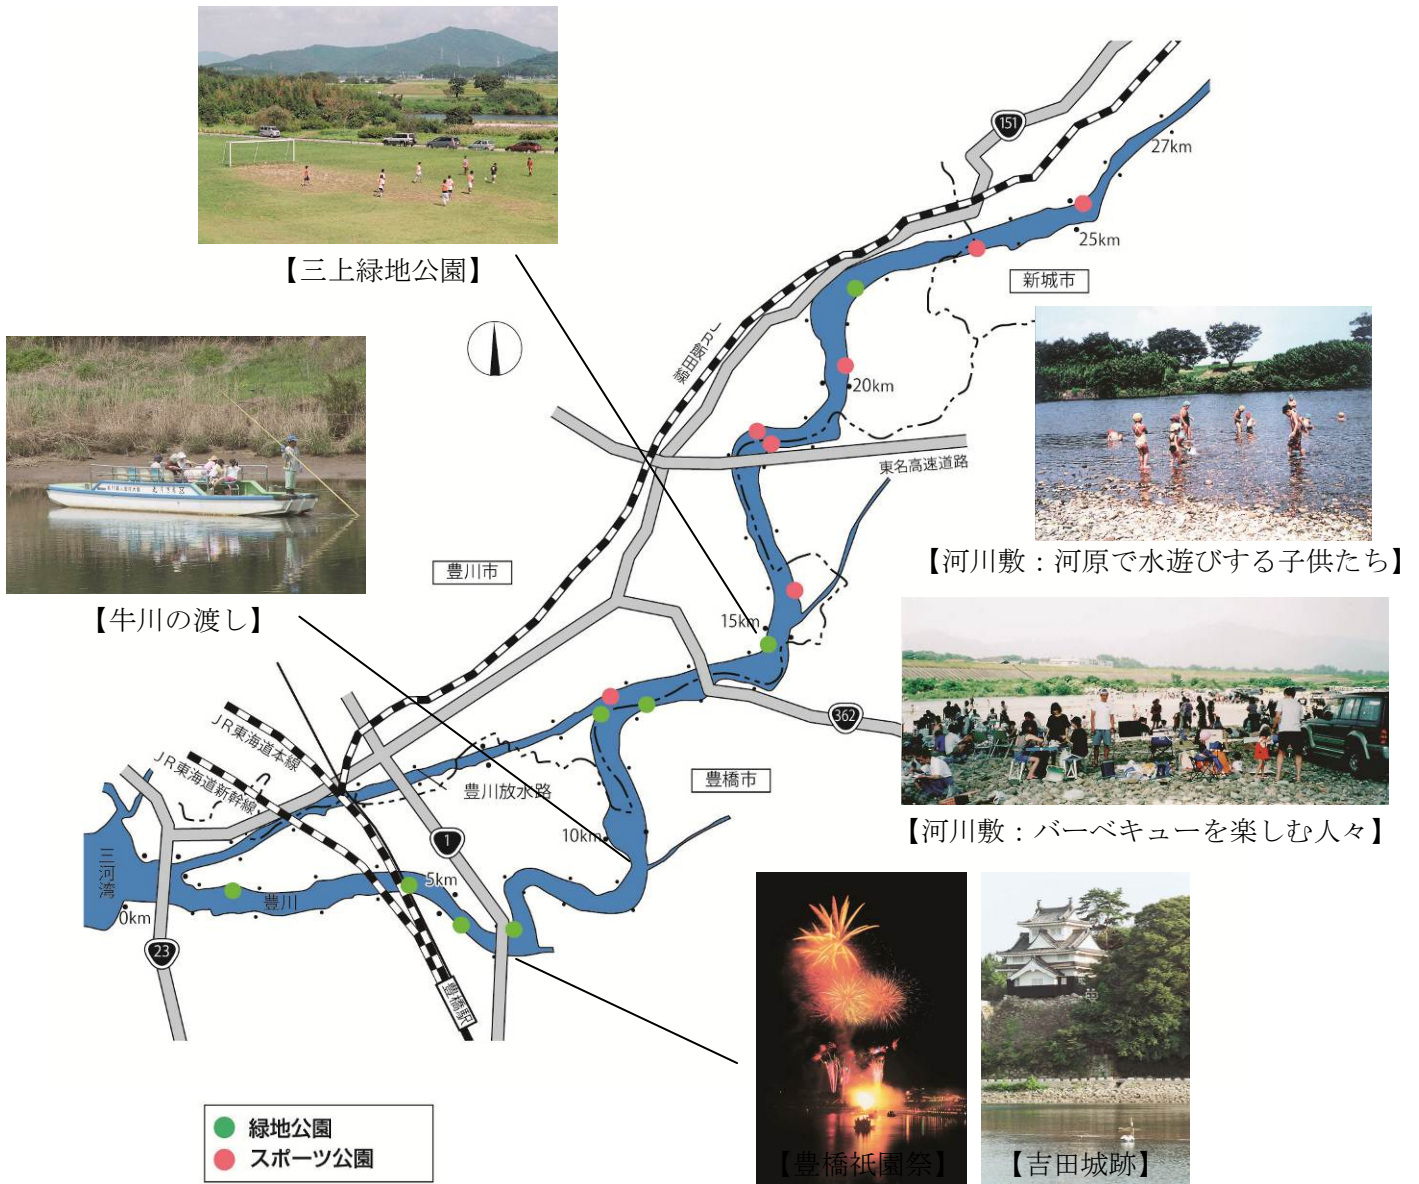 【三上緑地公園】
151
27km
25km
新城市
JR飯田線
20km
東名高速道路
【河川敷：河原で水遊びする子供たち】
豊川市
【牛川の渡し】
15km
362
JR東海道本線
JR東海道新幹線
豊川放水路
豊橋市
10km
1
【河川敷：バーベキューを楽しむ人々】
三河湾
0km
豊川
5km
23
豊橋駅
緑地公園
スポーツ公園
【豊橋祇園祭】
【吉田城跡】